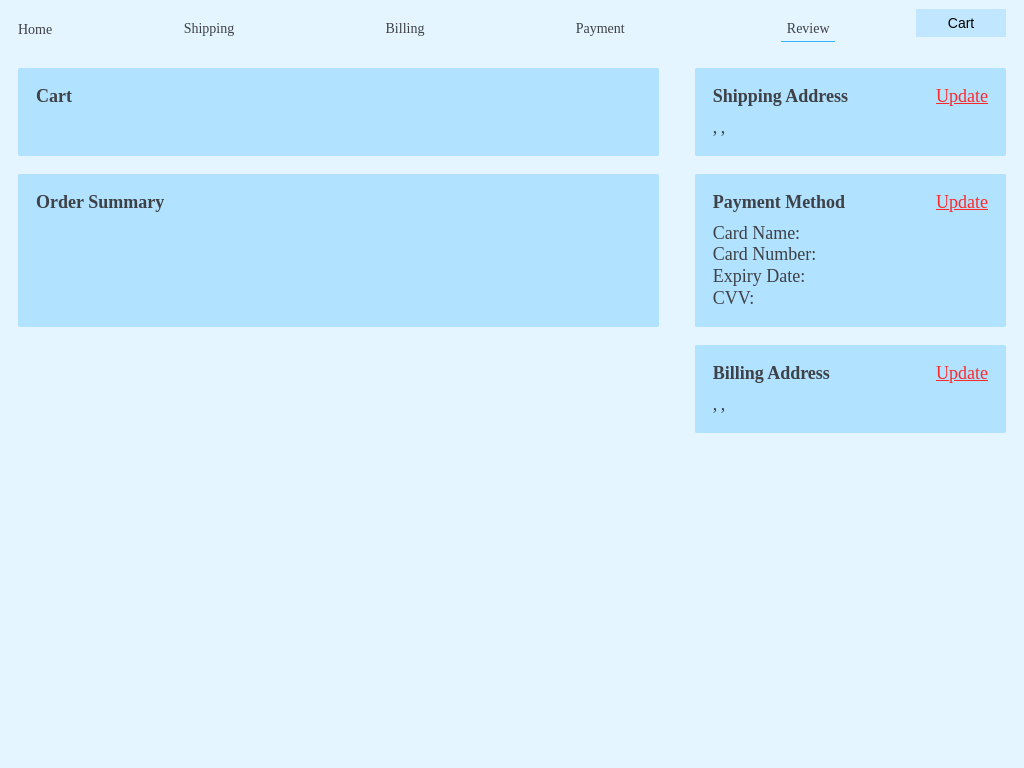 Home
Shipping
Billing
Payment
Review
Cart
Cart
Order Summary
Shipping Address
Update
, ,
Payment Method
Update
Card Name:
Card Number:
Expiry Date:
CVV:
Billing Address
Update
, ,